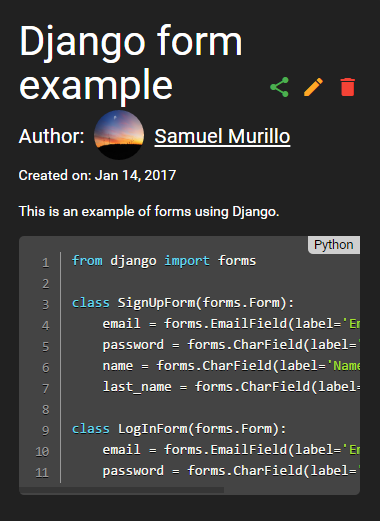 Django form
example
Author: Samuel Murillo
Created on: Jan 14, 2017
This is an example of forms using Django.
Python
1 from django import forms
2
3 class SignUpForm(forms.Form):
4 email = forms.EmailField(label='E
5 password = forms.CharField(label='
6 name = forms.CharField(label='Name
7 last_name = forms.CharField(label=
8
9 class LogInForm(forms.Form):
10 email = forms.EmailField(label='E
11 password = forms.CharField(label='